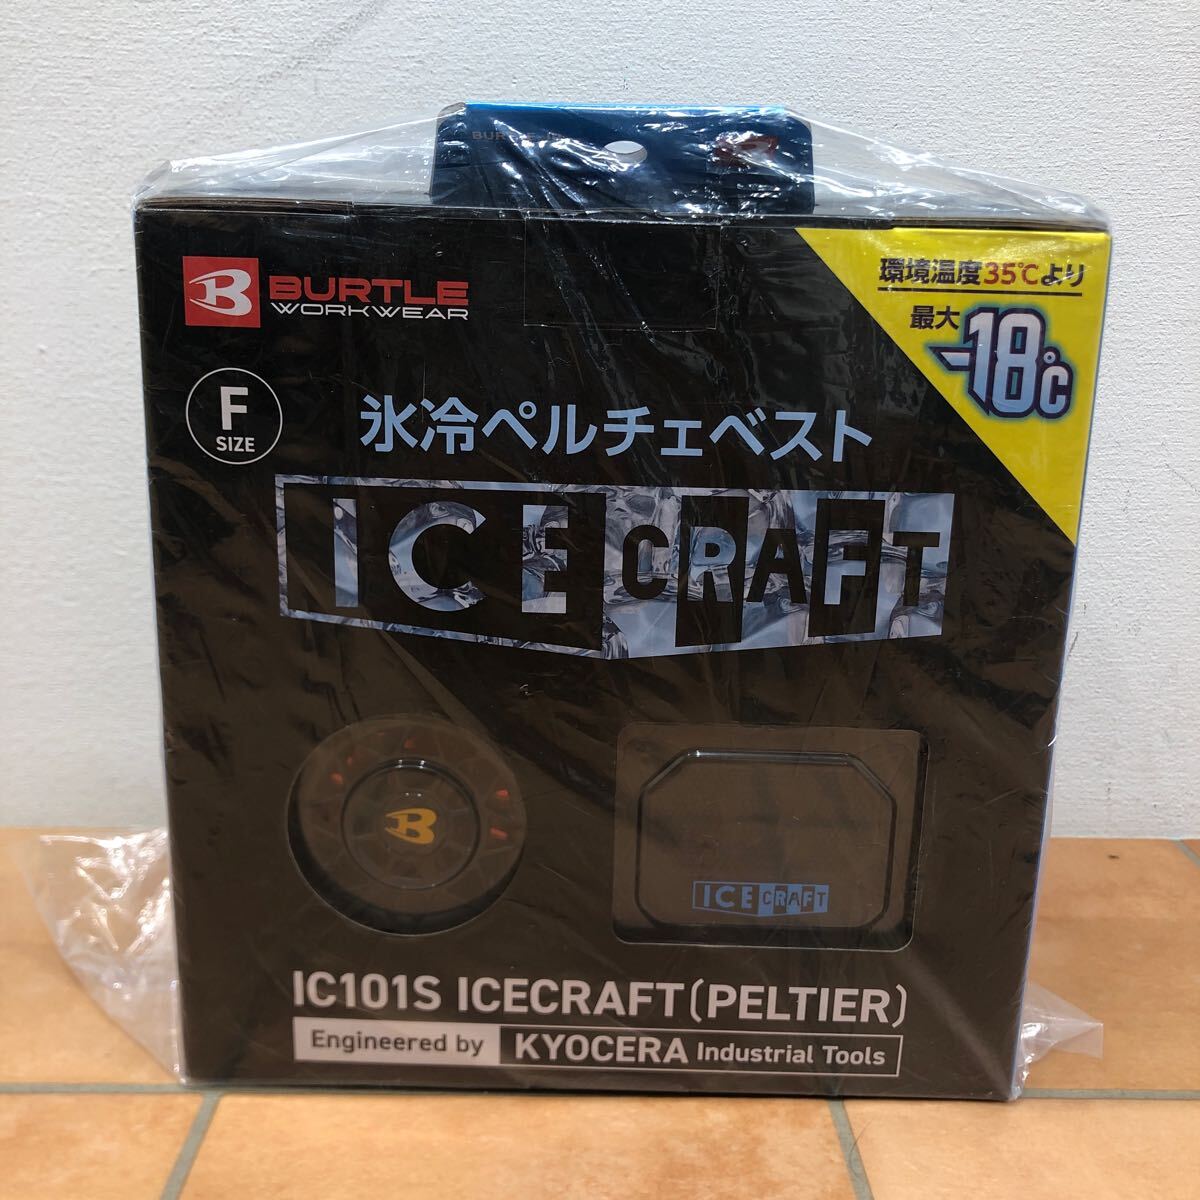 BURTLE
BURTLE
WORKWEAR
環境温度35℃より
最大
-18℃
F
SIZE
氷冷ペルチェベスト
ICE CRAFT
B
ICE CRAFT
IC101S ICECRAFT(PELTIER)
Engineered by KYOCERA Industrial Tools